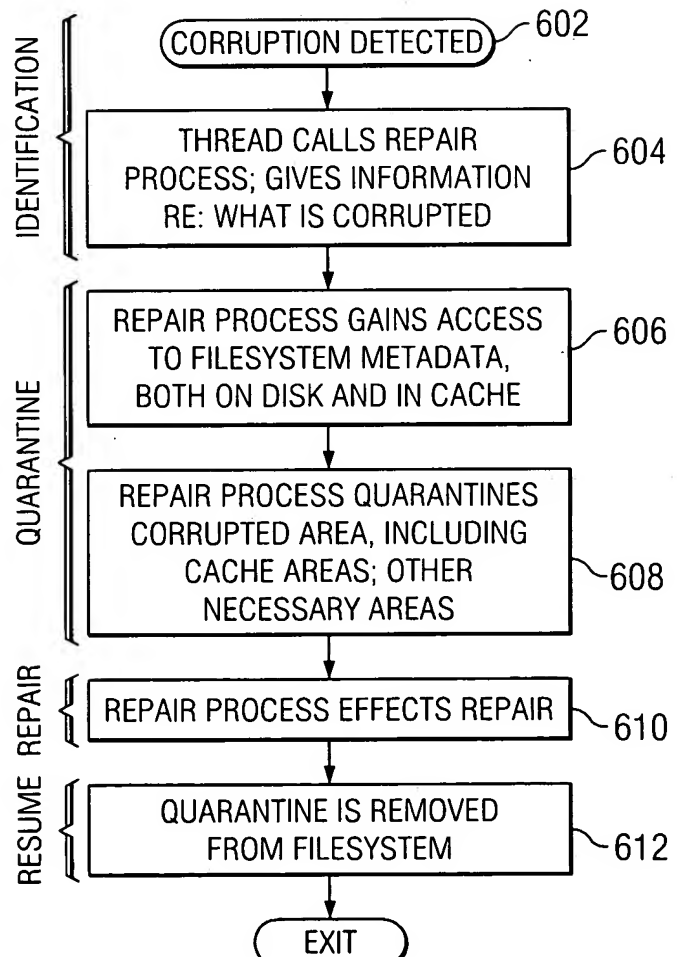 CORRUPTION DETECTED
602
IDENTIFICATION
THREAD CALLS REPAIR
PROCESS; GIVES INFORMATION
RE: WHAT IS CORRUPTED
604
QUARANTINE
REPAIR PROCESS GAINS ACCESS
TO FILESYSTEM METADATA,
BOTH ON DISK AND IN CACHE
606
REPAIR PROCESS QUARANTINES
CORRUPTED AREA, INCLUDING
CACHE AREAS; OTHER
NECESSARY AREAS
608
REPAIR
REPAIR PROCESS EFFECTS REPAIR
610
RESUME
QUARANTINE IS REMOVED
FROM FILESYSTEM
612
EXIT